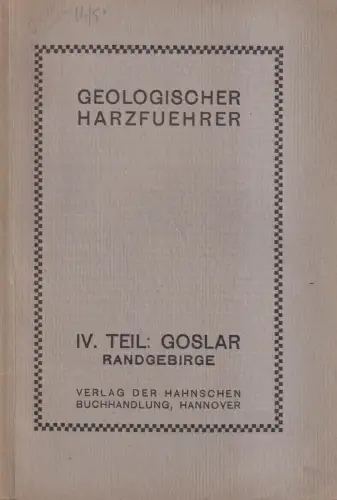 GEOLOGISCHER
HARZFUEHRER
IV. TEIL: GOSLAR
RANDGEBIRGE
VERLAG DER HAHNSCHEN
BUCHHANDLUNG, HANNOVER